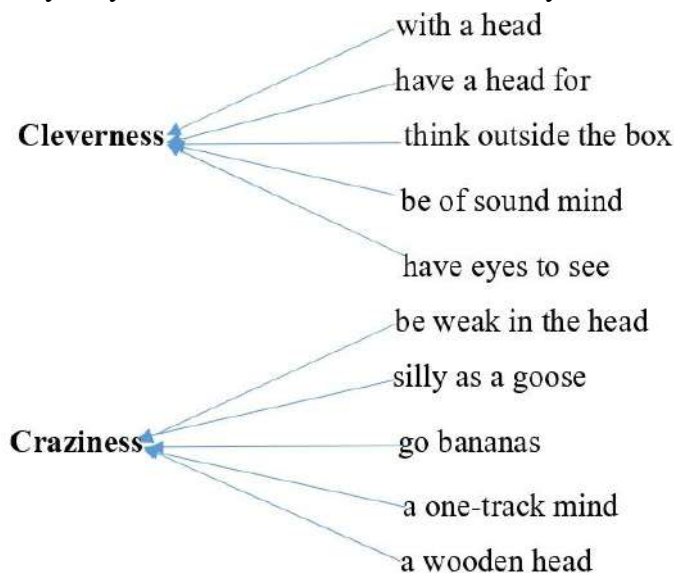 with a head
have a head for
Cleverness
think outside the box
be of sound mind
have eyes to see
be weak in the head
silly as a goose
Craziness
go bananas
a one-track mind
a wooden head